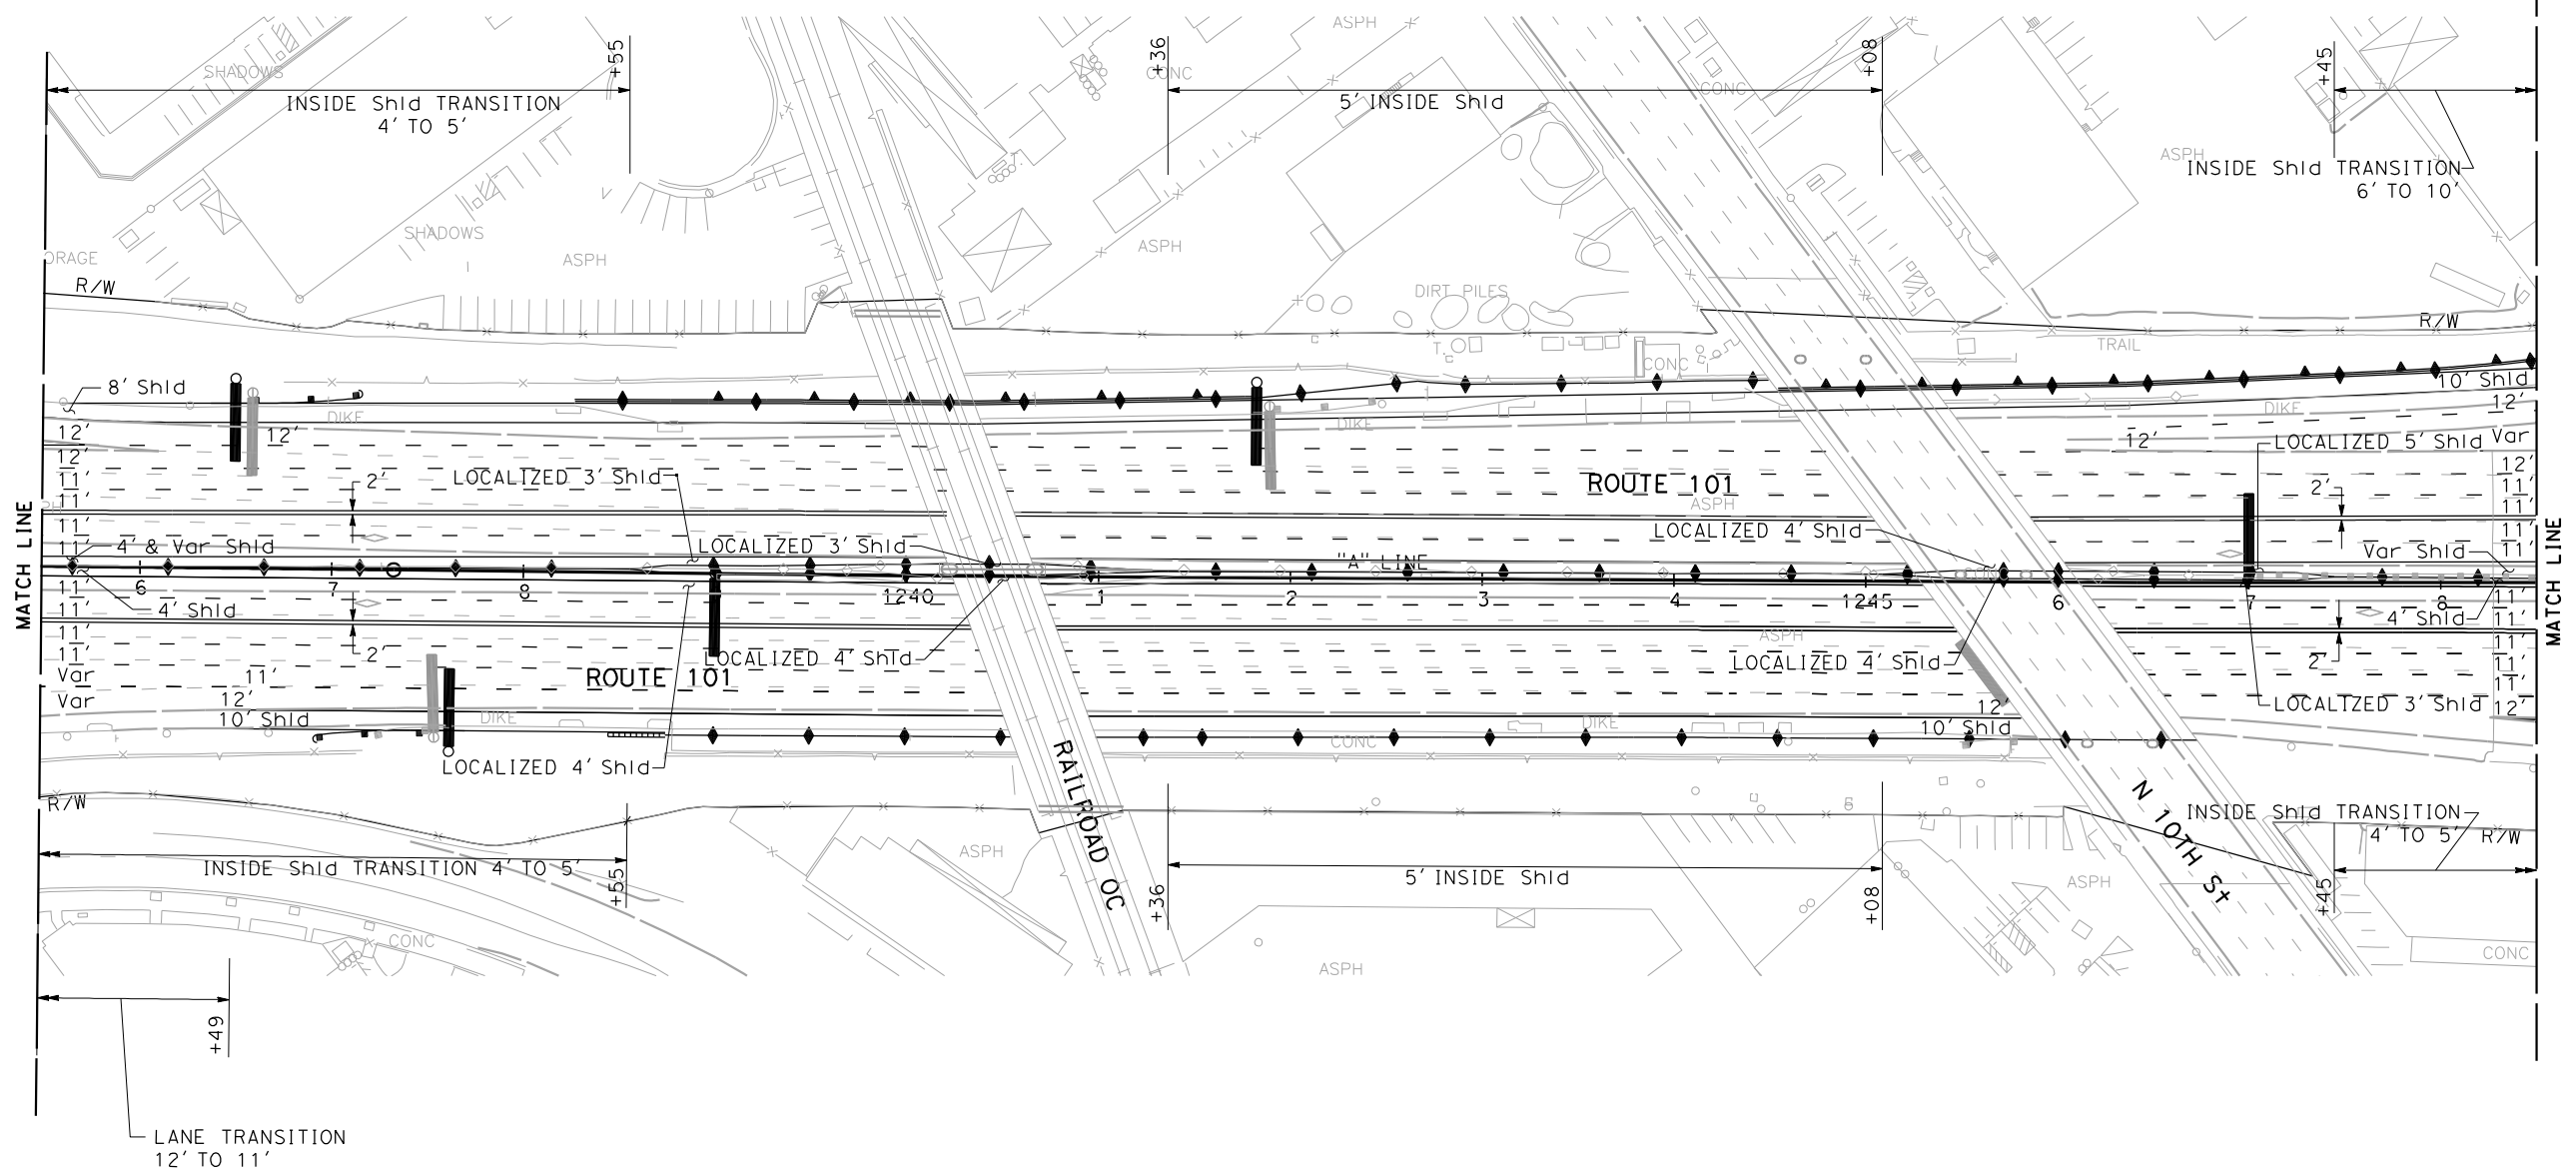 SHADOWS
+55
+36
CONC
ASPH
+08
+45
INSIDE Shld TRANSITION
4' TO 5'
5' INSIDE Shld
CONC
ASPH
INSIDE Shld TRANSITION
6' TO 10'
SHADOWS
ASPH
ASPH
ORAGE
R/W
DIRT PILES
R/W
TRAIL
CONC
8' Shld
DIKE
10' Shld
12'
DIKE
12'
12'
DIKE
12'
LOCALIZED 5' Shld
Var
12'
12'
11'
11'
11'
11'
LOCALIZED 3' Shld
2'
ROUTE 101
ASPH
2'
11'
11'
11'
11'
MATCH LINE
4' & Var Shld
LOCALIZED 3' Shld
"A" LINE
LOCALIZED 4' Shld
Var Shld
MATCH LINE
6
7
8
1240
1
2
3
4
1245
6
7
8
4' Shld
4' Shld
11'
11'
11'
11'
11'
11'
11'
11'
2'
LOCALIZED 4' Shld
ASPH
LOCALIZED 4' Shld
2'
Var
11'
ROUTE 101
Var
12'
10' Shld
DIKE
DIKE
CONC
12'
10' Shld
LOCALIZED 3' Shld
12'
LOCALIZED 4' Shld
RAILROAD OC
N 10TH St
R/W
INSIDE Shld TRANSITION
4' TO 5'
R/W
INSIDE Shld TRANSITION 4' TO 5'
+55
ASPH
+36
5' INSIDE Shld
+08
ASPH
+45
CONC
ASPH
CONC
+49
LANE TRANSITION
12' TO 11'